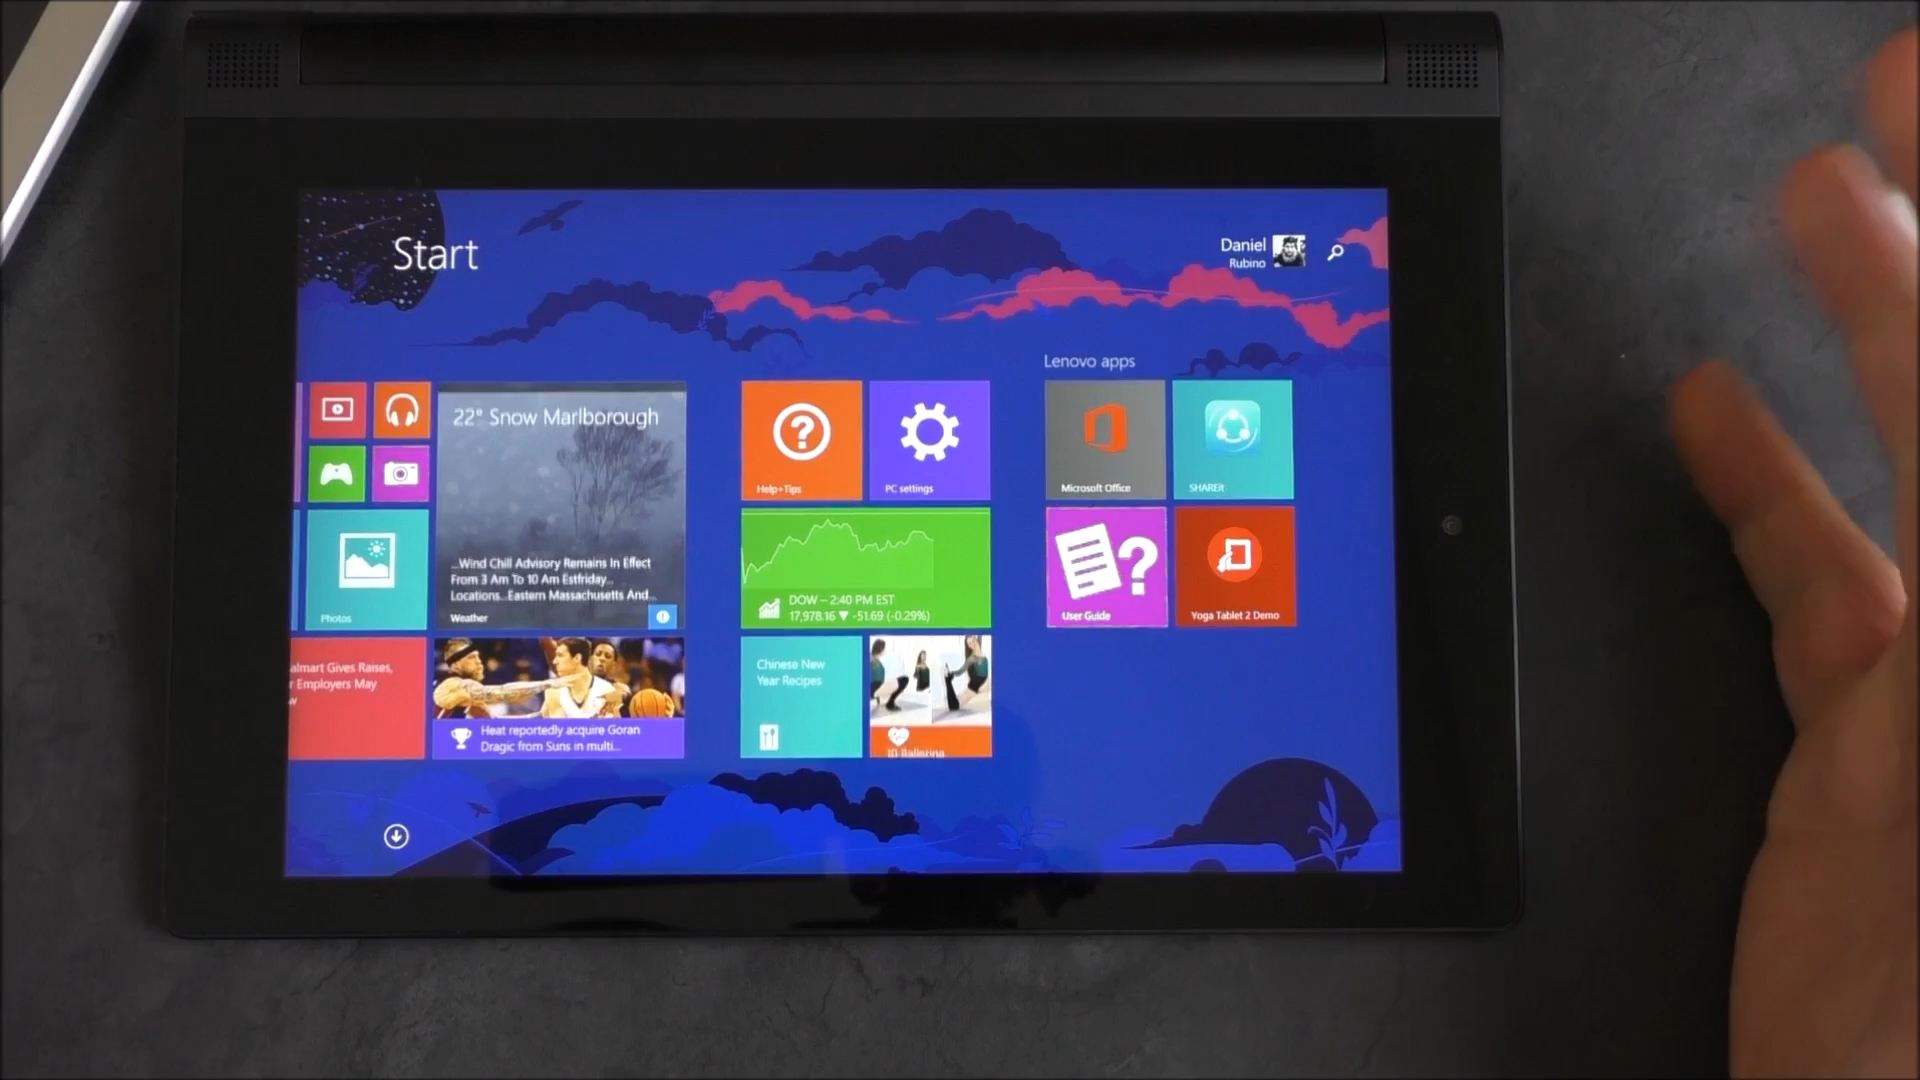 Start
Daniel
Rubino
Lenovo apps
22° Snow Marlborough
...Wind Chill Advisory Remains In Effect
From 3 Am To 10 Am Estfriday...
Locations...Eastern Massachusetts And...
Weather
Help+Tips
PC settings
Microsoft Office
SHAREit
Photos
DOW – 2:40 PM EST
17,978.16 ▼ -51.69 (-0.29%)
User Guide
Yoga Tablet 2 Demo
almart Gives Raises,
r Employers May
w
Heat reportedly acquire Goran
Dragic from Suns in multi...
Chinese New
Year Recipes
10 Ballerina